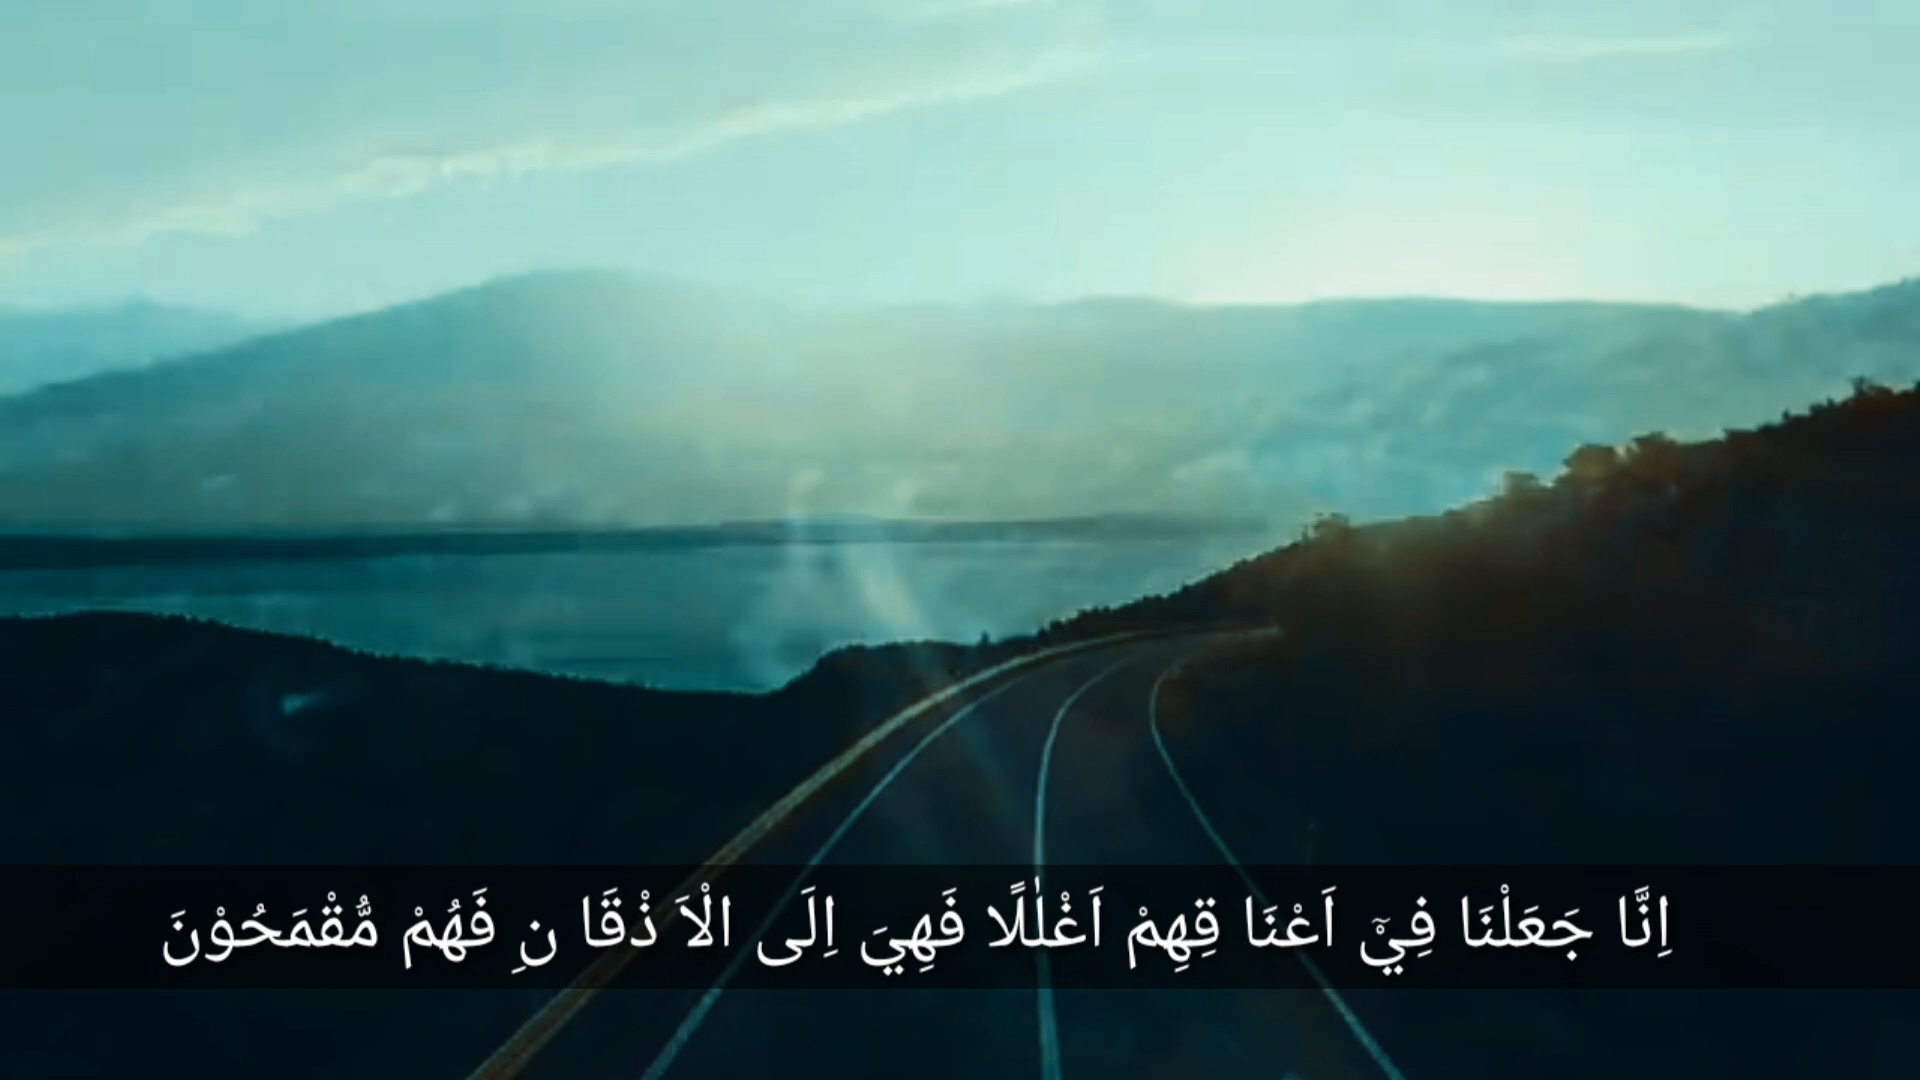 اِنَّا جَعَلْنَا فِيْۤ اَعْنَا قِهِمْ اَغْلٰلًا فَهِيَ اِلَى الْاَ ذْقَا نِ فَهُمْ مُّقْمَحُوْنَ